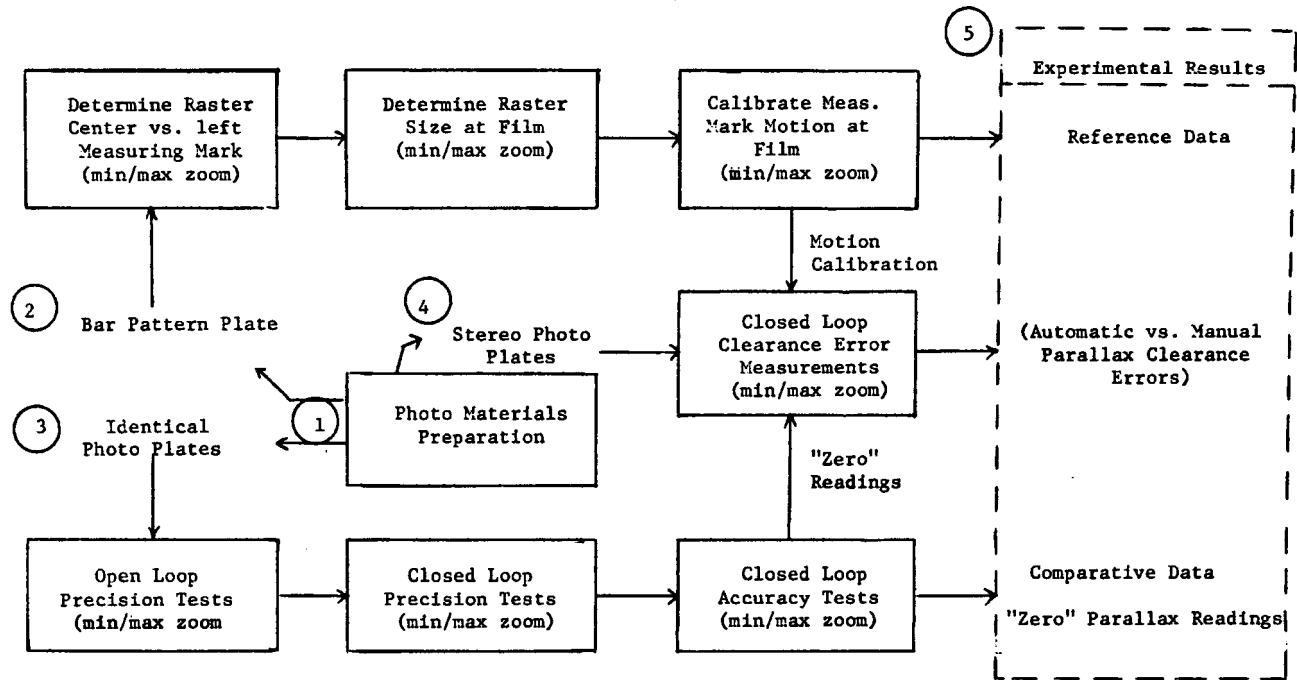 5
Experimental Results
Determine Raster
Center vs. left
Measuring Mark
(min/max zoom)
Determine Raster
Size at Film
(min/max zoom)
Calibrate Meas.
Mark Motion at
Film
(min/max zoom)
Reference Data
Motion
Calibration
2
Bar Pattern Plate
4
Stereo Photo
Plates
Closed Loop
Clearance Error
Measurements
(min/max zoom)
(Automatic vs. Manual
Parallax Clearance
Errors)
1
Photo Materials
Preparation
3
Identical
Photo Plates
"Zero"
Readings
Open Loop
Precision Tests
(min/max zoom
Closed Loop
Precision Tests
(min/max zoom)
Closed Loop
Accuracy Tests
(min/max zoom)
Comparative Data
"Zero" Parallax Readings